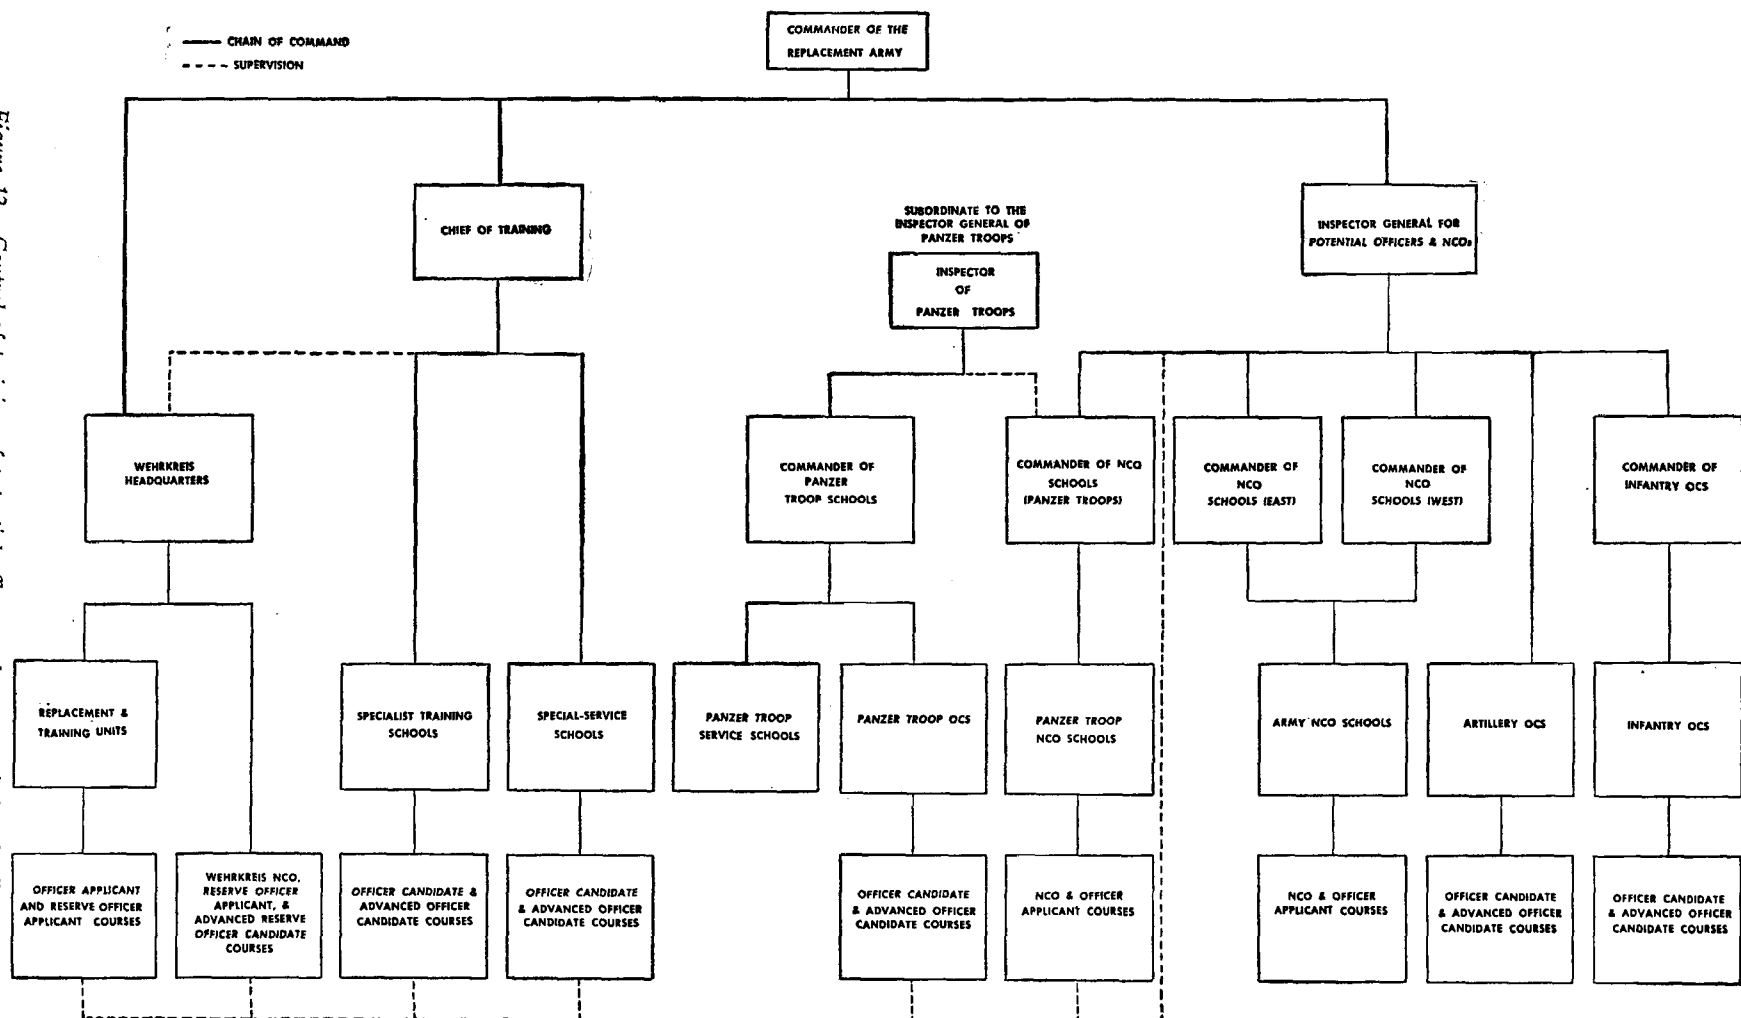 CHAIN OF COMMAND
SUPERVISION
COMMANDER OF THE
REPLACEMENT ARMY
CHIEF OF TRAINING
SUBORDINATE TO THE
INSPECTOR GENERAL OF
PANZER TROOPS
INSPECTOR
OF
PANZER TROOPS
INSPECTOR GENERAL FOR
POTENTIAL OFFICERS & NCOs
WEHRKREIS
HEADQUARTERS
COMMANDER OF
PANZER
TROOP SCHOOLS
COMMANDER OF NCO
SCHOOLS
(PANZER TROOPS)
COMMANDER OF
NCO
SCHOOLS (EAST)
COMMANDER OF
NCO
SCHOOLS (WEST)
COMMANDER OF
INFANTRY OCS
REPLACEMENT &
TRAINING UNITS
SPECIALIST TRAINING
SCHOOLS
SPECIAL-SERVICE
SCHOOLS
PANZER TROOP
SERVICE SCHOOLS
PANZER TROOP OCS
PANZER TROOP
NCO SCHOOLS
ARMY NCO SCHOOLS
ARTILLERY OCS
INFANTRY OCS
OFFICER APPLICANT
AND RESERVE OFFICER
APPLICANT COURSES
WEHRKREIS NCO,
RESERVE OFFICER
APPLICANT, &
ADVANCED RESERVE
OFFICER CANDIDATE
COURSES
OFFICER CANDIDATE &
ADVANCED OFFICER
CANDIDATE COURSES
OFFICER CANDIDATE
& ADVANCED OFFICER
CANDIDATE COURSES
OFFICER CANDIDATE
& ADVANCED OFFICER
CANDIDATE COURSES
NCO & OFFICER
APPLICANT COURSES
NCO & OFFICER
APPLICANT COURSES
OFFICER CANDIDATE
& ADVANCED OFFICER
CANDIDATE COURSES
OFFICER CANDIDATE
& ADVANCED OFFICER
CANDIDATE COURSES